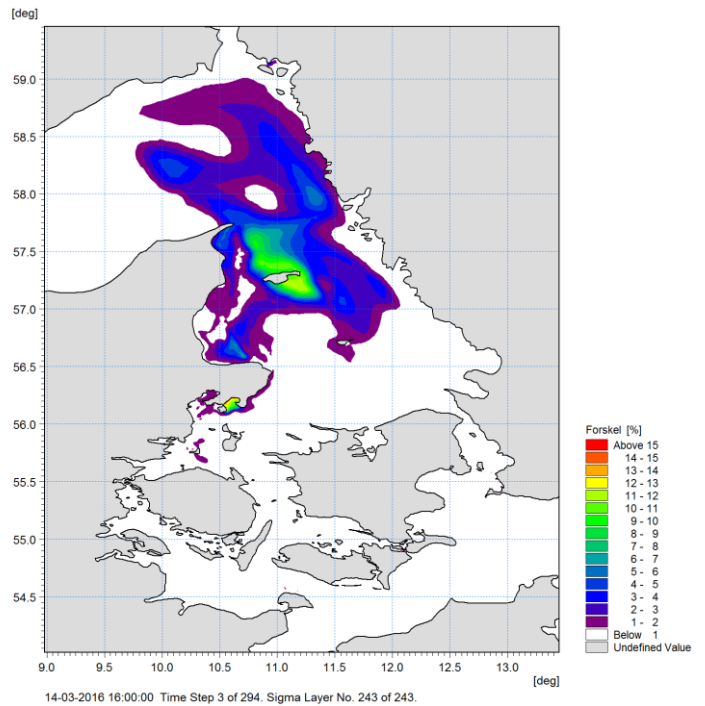 [deg]
59.0
58.5
58.0
57.5
57.0
56.5
56.0
55.5
55.0
54.5
9.0 9.5 10.0 10.5 11.0 11.5 12.0 12.5 13.0
[deg]
Forskel [%]
Above 15
14 - 15
13 - 14
12 - 13
11 - 12
10 - 11
9 - 10
8 - 9
7 - 8
6 - 7
5 - 6
4 - 5
3 - 4
2 - 3
1 - 2
Below 1
Undefined Value
14-03-2016 16:00:00 Time Step 3 of 294. Sigma Layer No. 243 of 243.